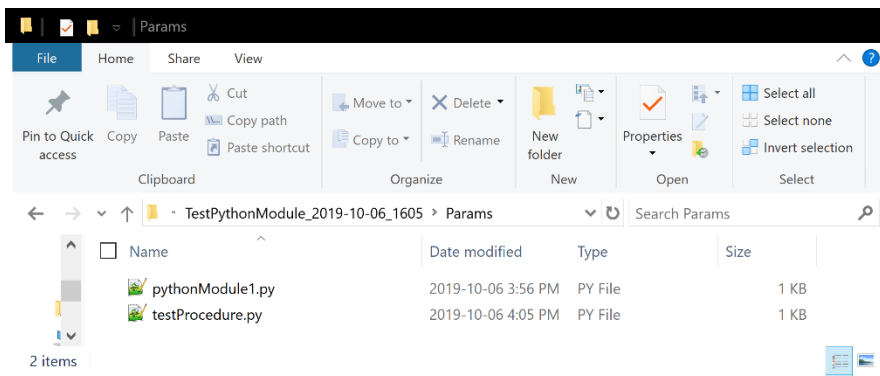 Params
File Home Share View
Pin to Quick access
Copy
Paste
Cut
Copy path
Paste shortcut
Clipboard
Move to
Copy to
Delete
Rename
Organize
New folder
New
Properties
Open
Select all
Select none
Invert selection
Select
TestPythonModule_2019-10-06_1605 > Params
Search Params
Name Date modified Type Size
pythonModule1.py 2019-10-06 3:56 PM PY File 1 KB
testProcedure.py 2019-10-06 4:05 PM PY File 1 KB
2 items